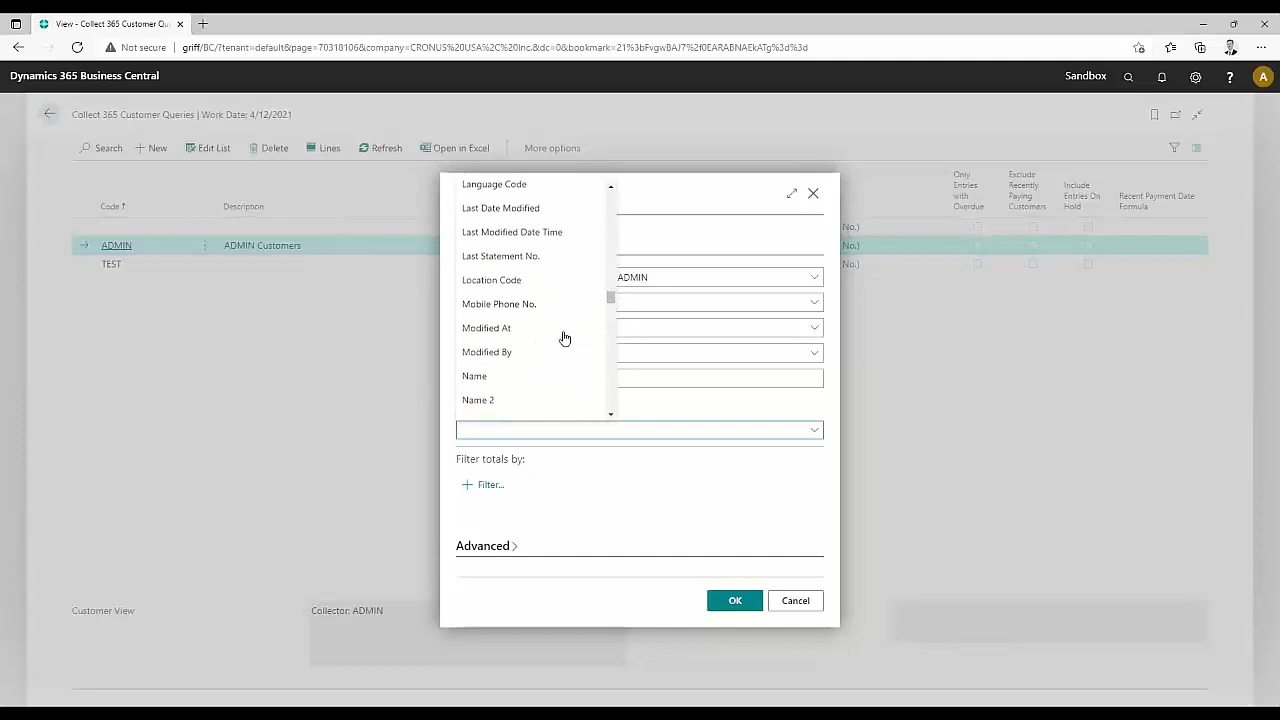 View - Collect 365 Customer Qu
Not secure
griff/BC/?tenant=default&page=70318106&company=CRONUS%20USA%2C%20Inc.&dc=0&bookmark=21%3bFvgwBAJ7%2f0EARABNAEkATg%3d%3d
Dynamics 365 Business Central
Sandbox
?
A
Collect 365 Customer Queries | Work Date: 4/12/2021
Search
New
Edit List
Delete
Lines
Refresh
Open in Excel
More options
Code ↑
Description
Only Entries with Overdue
Exclude Recently Paying Customers
Include Entries On Hold
Recent Payment Date Formula
No.)
ADMIN
ADMIN Customers
No.)
TEST
No.)
Language Code
Last Date Modified
Last Modified Date Time
Last Statement No.
Location Code
Mobile Phone No.
Modified At
Modified By
Name
Name 2
ADMIN
Filter totals by:
+ Filter...
Advanced >
OK
Cancel
Customer View
Collector: ADMIN